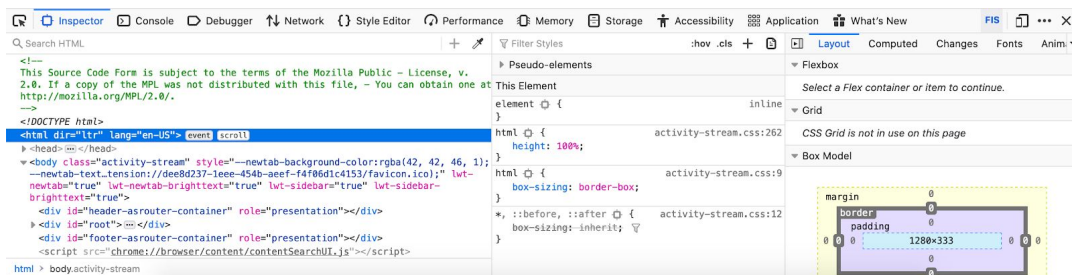 Inspector Console Debugger Network Style Editor Performance Memory Storage Accessibility Application What's New FIS
Search HTML
<!--
This Source Code Form is subject to the terms of the Mozilla Public - License, v.
2.0. If a copy of the MPL was not distributed with this file, - You can obtain one at
http://mozilla.org/MPL/2.0/.
-->
<!DOCTYPE html>
<html dir="ltr" lang="en-US"> event scroll
<head> </head>
<body class="activity-stream" style="--newtab-background-color:rgba(42, 42, 46, 1);
--newtab-text…tension://dee8d237-1eee-454b-aeef-f4f06d1c4153/favicon.ico);" lwt-
newtab="true" lwt-newtab-brighttext="true" lwt-sidebar="true" lwt-sidebar-
brighttext="true">
<div id="header-asrouter-container" role="presentation"></div>
<div id="root"> </div>
<div id="footer-asrouter-container" role="presentation"></div>
<script src="chrome://browser/content/contentSearchUI.js"></script>
html > body.activity-stream
Filter Styles :hov .cls
Pseudo-elements
This Element
element { inline
}
html { activity-stream.css:262
height: 100%;
}
html { activity-stream.css:9
box-sizing: border-box;
}
*, ::before, ::after { activity-stream.css:12
box-sizing: inherit;
}
Layout Computed Changes Fonts Anim
Flexbox
Select a Flex container or item to continue.
Grid
CSS Grid is not in use on this page
Box Model
margin 0
border 0
padding 0
0 0 0 1280×333 0 0 0
0
0